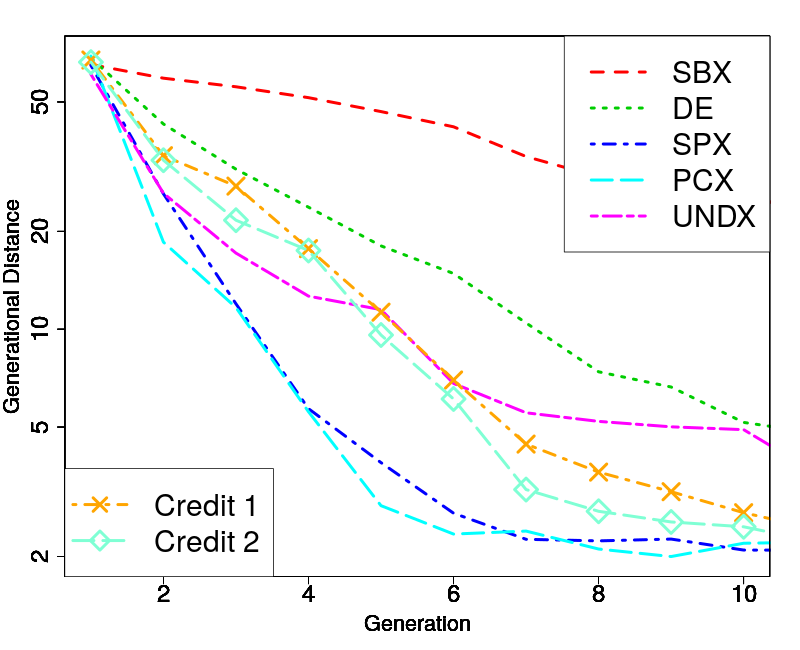 SBX
DE
SPX
PCX
UNDX
Credit 1
Credit 2
50
20
10
5
2
Generational Distance
2 4 6 8 10
Generation